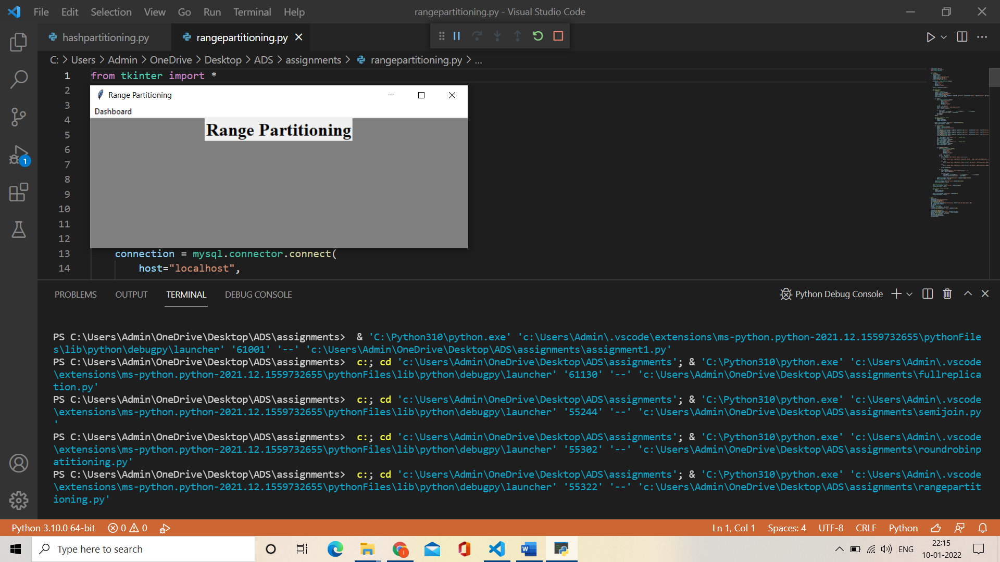 File Edit Selection View Go Run Terminal Help rangepartitioning.py - Visual Studio Code
hashpartitioning.py rangepartitioning.py
C: > Users > Admin > OneDrive > Desktop > ADS > assignments > rangepartitioning.py > ...
1 from tkinter import *
2
3
4
5
6
7
8
9
10
11
12
13 connection = mysql.connector.connect(
14 host="localhost",
Range Partitioning
Dashboard
Range Partitioning
1
PROBLEMS OUTPUT TERMINAL DEBUG CONSOLE Python Debug Console
PS C:\Users\Admin\OneDrive\Desktop\ADS\assignments> & 'C:\Python310\python.exe' 'c:\Users\Admin\.vscode\extensions\ms-python.python-2021.12.1559732655\pythonFile
s\lib\python\debugpy\launcher' '61001' '--' 'c:\Users\Admin\OneDrive\Desktop\ADS\assignments\assignment1.py'
PS C:\Users\Admin\OneDrive\Desktop\ADS\assignments> c:; cd 'c:\Users\Admin\OneDrive\Desktop\ADS\assignments'; & 'C:\Python310\python.exe' 'c:\Users\Admin\.vscode
\extensions\ms-python.python-2021.12.1559732655\pythonFiles\lib\python\debugpy\launcher' '61130' '--' 'c:\Users\Admin\OneDrive\Desktop\ADS\assignments\fullreplica
tion.py'
PS C:\Users\Admin\OneDrive\Desktop\ADS\assignments> c:; cd 'c:\Users\Admin\OneDrive\Desktop\ADS\assignments'; & 'C:\Python310\python.exe' 'c:\Users\Admin\.vscode
\extensions\ms-python.python-2021.12.1559732655\pythonFiles\lib\python\debugpy\launcher' '55244' '--' 'c:\Users\Admin\OneDrive\Desktop\ADS\assignments\semijoin.py
'
PS C:\Users\Admin\OneDrive\Desktop\ADS\assignments> c:; cd 'c:\Users\Admin\OneDrive\Desktop\ADS\assignments'; & 'C:\Python310\python.exe' 'c:\Users\Admin\.vscode
\extensions\ms-python.python-2021.12.1559732655\pythonFiles\lib\python\debugpy\launcher' '55302' '--' 'c:\Users\Admin\OneDrive\Desktop\ADS\assignments\roundrobinp
atitioning.py'
PS C:\Users\Admin\OneDrive\Desktop\ADS\assignments> c:; cd 'c:\Users\Admin\OneDrive\Desktop\ADS\assignments'; & 'C:\Python310\python.exe' 'c:\Users\Admin\.vscode
\extensions\ms-python.python-2021.12.1559732655\pythonFiles\lib\python\debugpy\launcher' '55322' '--' 'c:\Users\Admin\OneDrive\Desktop\ADS\assignments\rangepartit
ioning.py'
Python 3.10.0 64-bit 0 0 Ln 1, Col 1 Spaces: 4 UTF-8 CRLF Python
Type here to search ENG 22:15
10-01-2022